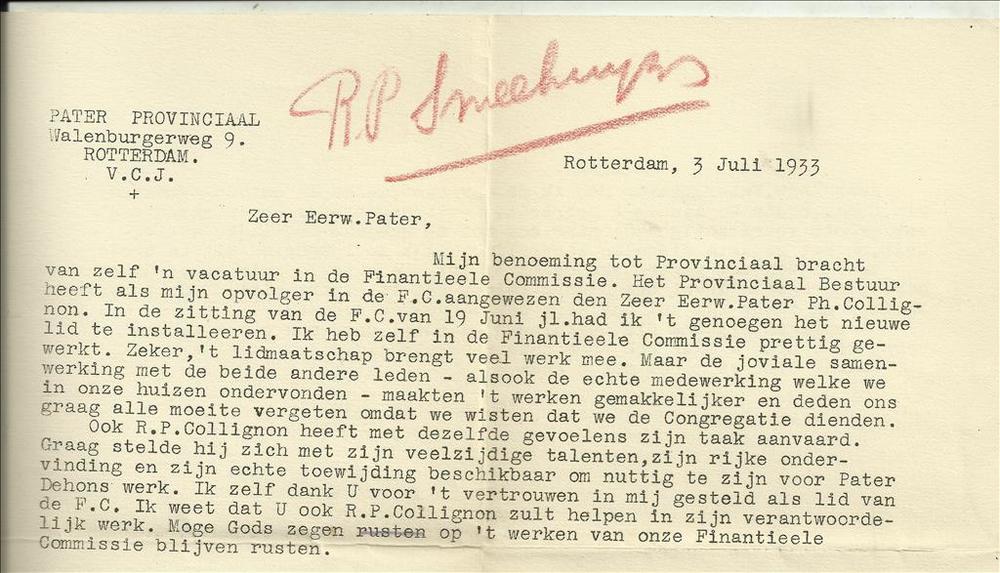 R.P Smeehuyzs
PATER PROVINCIAAL
Walenburgerweg 9.
ROTTERDAM.
V.C.J.
+
Rotterdam, 3 Juli 1933
Zeer Eerw.Pater,
Mijn benoeming tot Provinciaal bracht
van zelf 'n vacatuur in de Finantieele Commissie. Het Provinciaal Bestuur
heeft als mijn opvolger in de F.C.aangewezen den Zeer Eerw.Pater Ph.Collig-
non. In de zitting van de F.C.van 19 Juni jl.had ik 't genoegen het nieuwe
lid te installeeren. Ik heb zelf in de Finantieele Commissie prettig ge-
werkt. Zeker,'t lidmaatschap brengt veel werk mee. Maar de joviale samen-
werking met de beide andere leden - alsook de echte medewerking welke we
in onze huizen ondervonden - maakten 't werken gemakkelijker en deden ons
graag alle moeite vergeten omdat we wisten dat we de Congregatie dienden.
Ook R.P.Collignon heeft met dezelfde gevoelens zijn taak aanvaard.
Graag stelde hij zich met zijn veelzijdige talenten,zijn rijke onder-
vinding en zijn echte toewijding beschikbaar om nuttig te zijn voor Pater
Dehons werk. Ik zelf dank U voor 't vertrouwen in mij gesteld als lid van
de F.C. Ik weet dat U ook R.P.Collignon zult helpen in zijn verantwoorde-
lijk werk. Moge Gods zegen rusten op 't werken van onze Finantieele
Commissie blijven rusten.